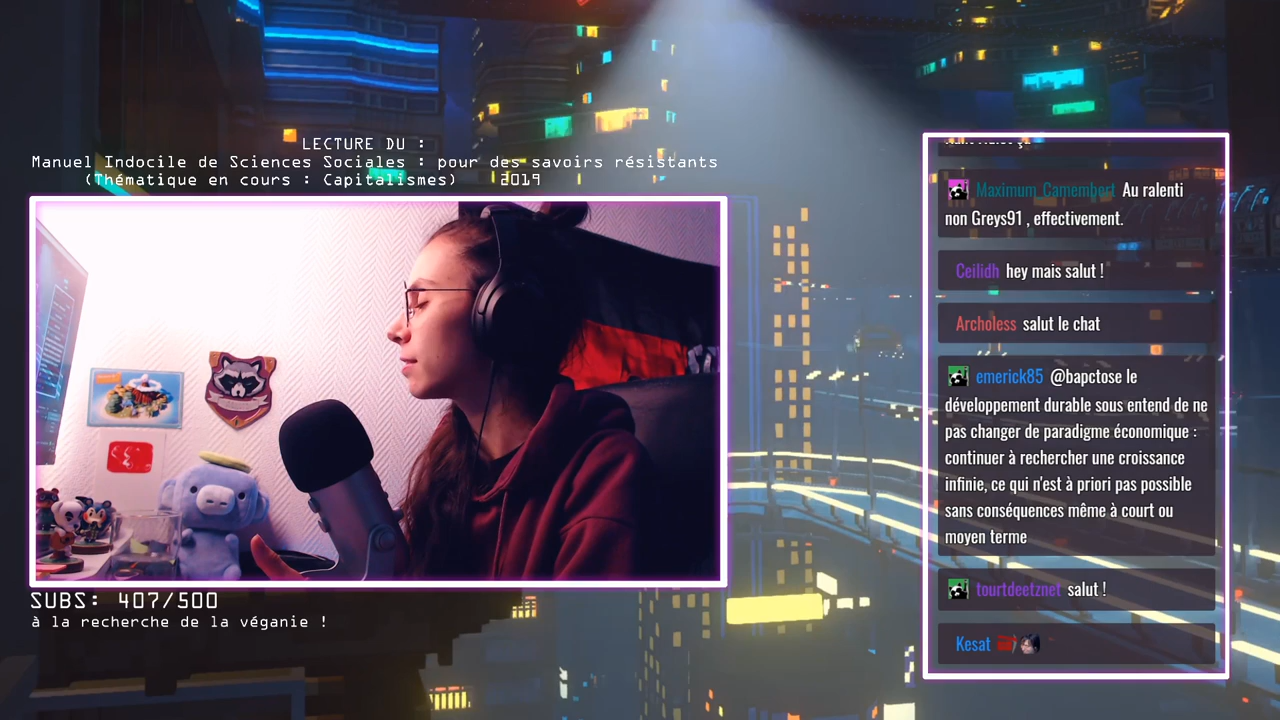 LECTURE DU :
Manuel Indocile de Sciences Sociales : pour des savoirs résistants
(Thématique en cours : Capitalismes) 2019
Maximum_Camembert Au ralenti
non Greys91 , effectivement.
Ceilidh hey mais salut !
Archoless salut le chat
emerick85 @bapctose le
développement durable sous entend de ne
pas changer de paradigme économique :
continuer à rechercher une croissance
infinie, ce qui n'est à priori pas possible
sans conséquences même à court ou
moyen terme
tourtdeetznet salut !
Kesat
SUBS: 407/500
à la recherche de la véganie !